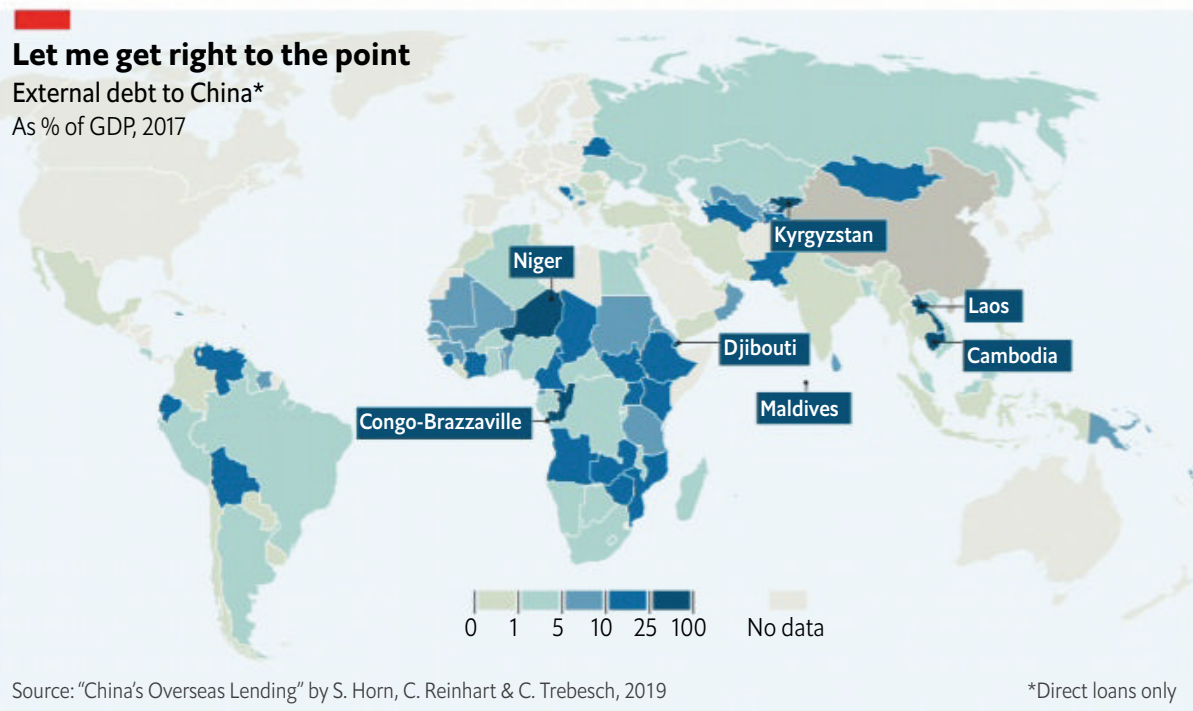 Let me get right to the point
External debt to China*
As % of GDP, 2017
Niger
Kyrgyzstan
Laos
Djibouti
Cambodia
Maldives
Congo-Brazzaville
0 1 5 10 25 100 No data
Source: “China’s Overseas Lending” by S. Horn, C. Reinhart & C. Trebesch, 2019
*Direct loans only